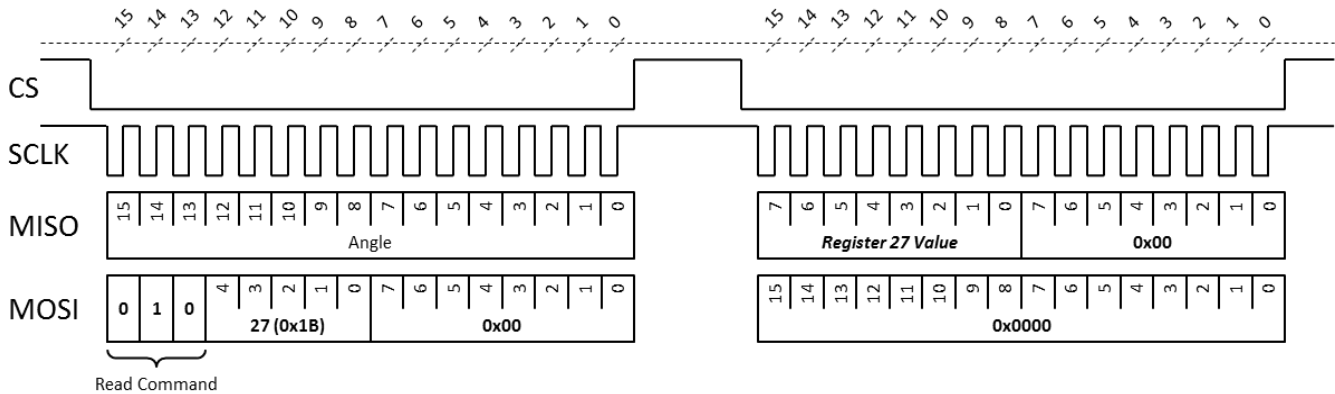 15 14 13 12 11 10 9 8 7 6 5 4 3 2 1 0 15 14 13 12 11 10 9 8 7 6 5 4 3 2 1 0
CS
SCLK
MISO 15 14 13 12 11 10 9 8 7 6 5 4 3 2 1 0 7 6 5 4 3 2 1 0 7 6 5 4 3 2 1 0
Angle Register 27 Value 0x00
MOSI 0 1 0 4 3 2 1 0 7 6 5 4 3 2 1 0 15 14 13 12 11 10 9 8 7 6 5 4 3 2 1 0
27 (0x1B) 0x00 0x0000
Read Command